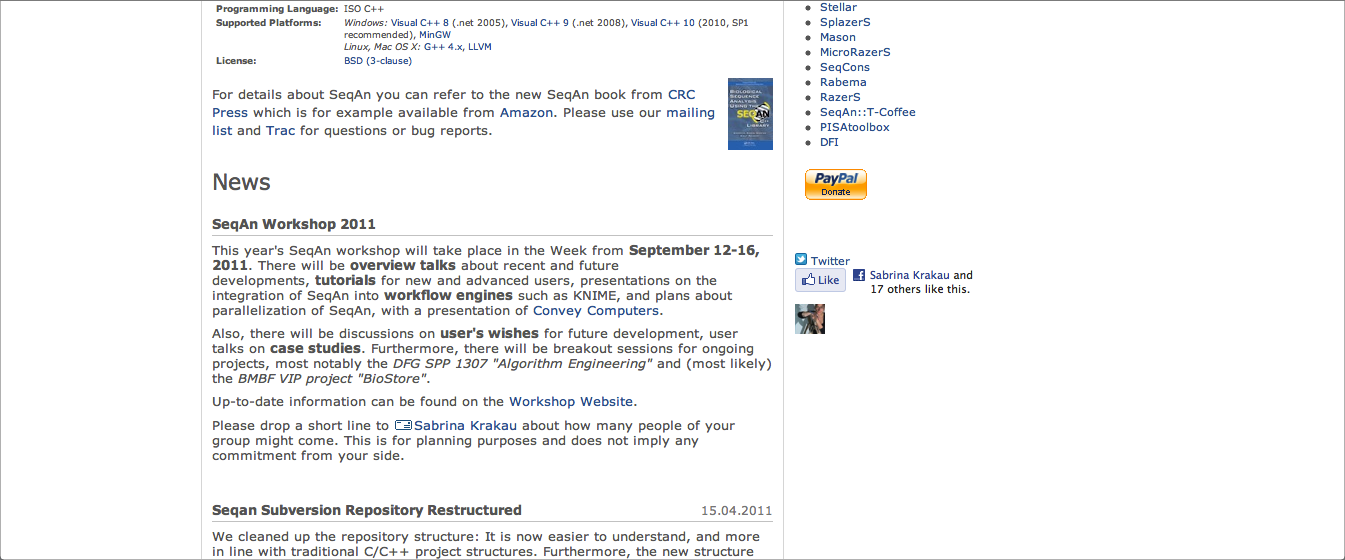 Programming Language: ISO C++
Supported Platforms: Windows: Visual C++ 8 (.net 2005), Visual C++ 9 (.net 2008), Visual C++ 10 (2010, SP1
recommended), MinGW
Linux, Mac OS X: G++ 4.x, LLVM
License: BSD (3-clause)
For details about SeqAn you can refer to the new SeqAn book from CRC
Press which is for example available from Amazon. Please use our mailing
list and Trac for questions or bug reports.
BIOLOGICAL
SEQUENCE
ANALYSIS
USING THE
SEQAN
LIBRARY
News
SeqAn Workshop 2011
This year's SeqAn workshop will take place in the Week from September 12-16,
2011. There will be overview talks about recent and future
developments, tutorials for new and advanced users, presentations on the
integration of SeqAn into workflow engines such as KNIME, and plans about
parallelization of SeqAn, with a presentation of Convey Computers.
Also, there will be discussions on user's wishes for future development, user
talks on case studies. Furthermore, there will be breakout sessions for ongoing
projects, most notably the DFG SPP 1307 "Algorithm Engineering" and (most likely)
the BMBF VIP project "BioStore".
Up-to-date information can be found on the Workshop Website.
Please drop a short line to Sabrina Krakau about how many people of your
group might come. This is for planning purposes and does not imply any
commitment from your side.
Seqan Subversion Repository Restructured 15.04.2011
We cleaned up the repository structure: It is now easier to understand, and more
in line with traditional C/C++ project structures. Furthermore, the new structure
Stellar
SplazerS
Mason
MicroRazerS
SeqCons
Rabema
RazerS
SeqAn::T-Coffee
PISAtoolbox
DFI
PayPal
Donate
Twitter
Like
Sabrina Krakau and
17 others like this.